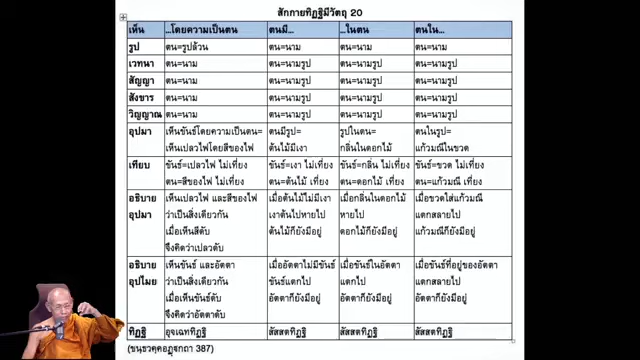 สักกายทิฏฐิมีวัตถุ 20
เห็น ...โดยความเป็นตน ตนมี... ...ในตน ตนใน...
รูป ตน=รูปล้วน ตน=นาม ตน=นาม ตน=นาม
เวทนา ตน=นาม ตน=นามรูป ตน=นามรูป ตน=นามรูป
สัญญา ตน=นาม ตน=นามรูป ตน=นามรูป ตน=นามรูป
สังขาร ตน=นาม ตน=นามรูป ตน=นามรูป ตน=นามรูป
วิญญาณ ตน=นาม ตน=นามรูป ตน=นามรูป ตน=นามรูป
อุปมา เห็นขันธ์โดยความเป็นตน= ตนมีรูป= รูปในตน= ตนในรูป=
เห็นเปลวไฟโดยสีของไฟ ต้นไม้มีเงา กลิ่นในดอกไม้ แก้วมณีในขวด
เทียบ ขันธ์=เปลวไฟ ไม่เที่ยง ขันธ์=เงา ไม่เที่ยง ขันธ์=กลิ่น ไม่เที่ยง ขันธ์=ขวด ไม่เที่ยง
ตน=สีของไฟ ไม่เที่ยง ตน=ต้นไม้ เที่ยง ตน=ดอกไม้ เที่ยง ตน=แก้วมณี เที่ยง
อธิบาย เห็นเปลวไฟ และสีของไฟ เมื่อต้นไม้ไม่มีเงา เมื่อกลิ่นในดอกไม้ เมื่อขวดใส่แก้วมณี
อุปมา ว่าเป็นสิ่งเดียวกัน เงาต้นไม้หายไป หายไป แตกสลายไป
เมื่อเห็นสีดับ ต้นไม้ก็ยังมีอยู่ ดอกไม้ก็ยังมีอยู่ แก้วมณีก็ยังมีอยู่
จึงคิดว่าเปลวดับ
อธิบาย เห็นขันธ์ และอัตตา เมื่ออัตตาไม่มีขันธ์ เมื่อขันธ์ในอัตตา เมื่อขันธ์ที่อยู่ของอัตตา
อุปไมย ว่าเป็นสิ่งเดียวกัน ขันธ์แตกไป แตกไป แตกสลายไป
เมื่อเห็นขันธ์ดับ อัตตาก็ยังมีอยู่ อัตตาก็ยังมีอยู่ อัตตาก็ยังมีอยู่
จึงคิดว่าอัตตาดับ
ทิฏฐิ อุจเฉททิฏฐิ สัสสตทิฏฐิ สัสสตทิฏฐิ สัสสตทิฏฐิ
(ขนฺธวคฺคอฏฺฐกถา 387)